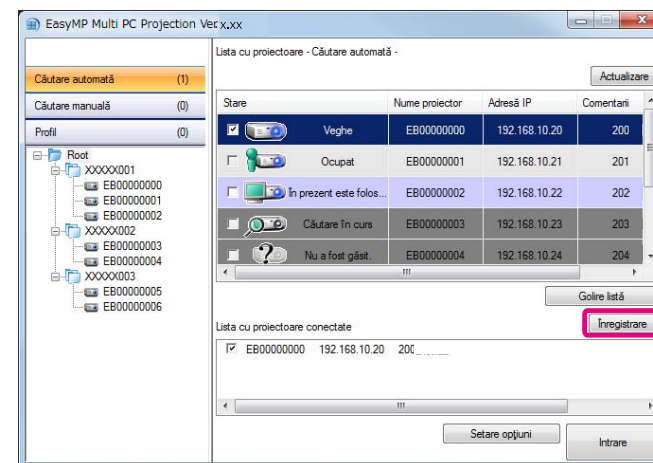 EasyMP Multi PC Projection Ver.x.xx
Lista cu proiectoare - Căutare automată -
Căutare automată (1)
Actualizare
Căutare manuală (0)
Profil (0)
Stare Nume proiector Adresă IP Comentarii
Veghe EB00000000 192.168.10.20 200
Ocupat EB00000001 192.168.10.21 201
În prezent este folos... EB00000002 192.168.10.22 202
Căutare în curs EB00000003 192.168.10.23 203
Nu a fost găsit. EB00000004 192.168.10.24 204
Root
XXXXX001
EB00000000
EB00000001
EB00000002
XXXXX002
EB00000003
EB00000004
XXXXX003
EB00000005
EB00000006
Golire listă
Înregistrare
Lista cu proiectoare conectate
EB00000000 192.168.10.20 200
Setare opţiuni
Intrare